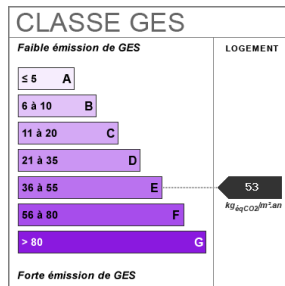 CLASSE GES
Faible émission de GES
LOGEMENT
≤ 5 A
6 à 10 B
11 à 20 C
21 à 35 D
36 à 55 E
53
kgéqCO2/m².an
56 à 80 F
> 80 G
Forte émission de GES